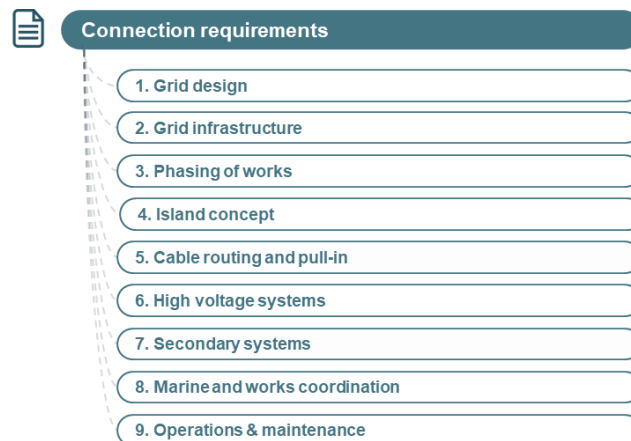 Connection requirements
1. Grid design
2. Grid infrastructure
3. Phasing of works
4. Island concept
5. Cable routing and pull-in
6. High voltage systems
7. Secondary systems
8. Marine and works coordination
9. Operations & maintenance